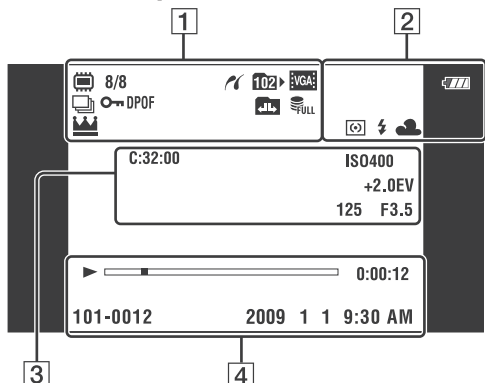 1 2
8/8 102 VGA
DPOF FULL
C:32:00 ISO400
+2.0EV
125 F3.5
0:00:12
101-0012 2009 1 1 9:30 AM
3 4